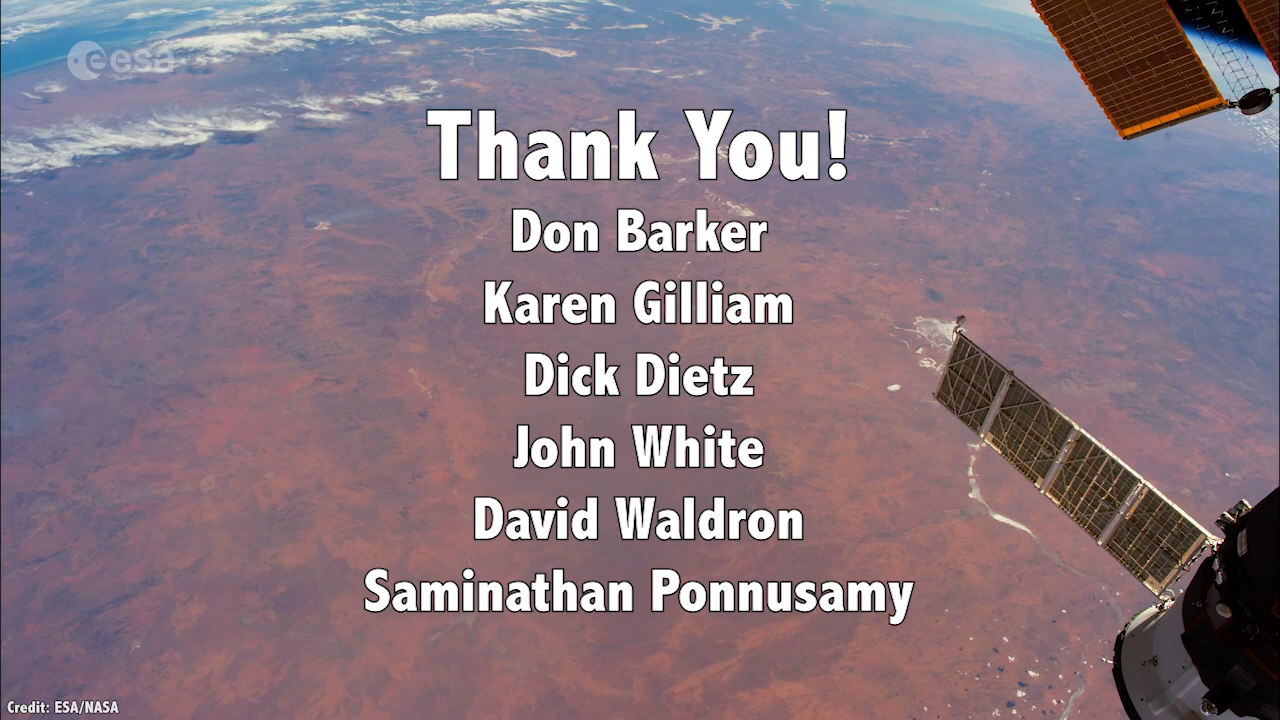 esa
Thank You!
Don Barker
Karen Gilliam
Dick Dietz
John White
David Waldron
Saminathan Ponnusamy
Credit: ESA/NASA